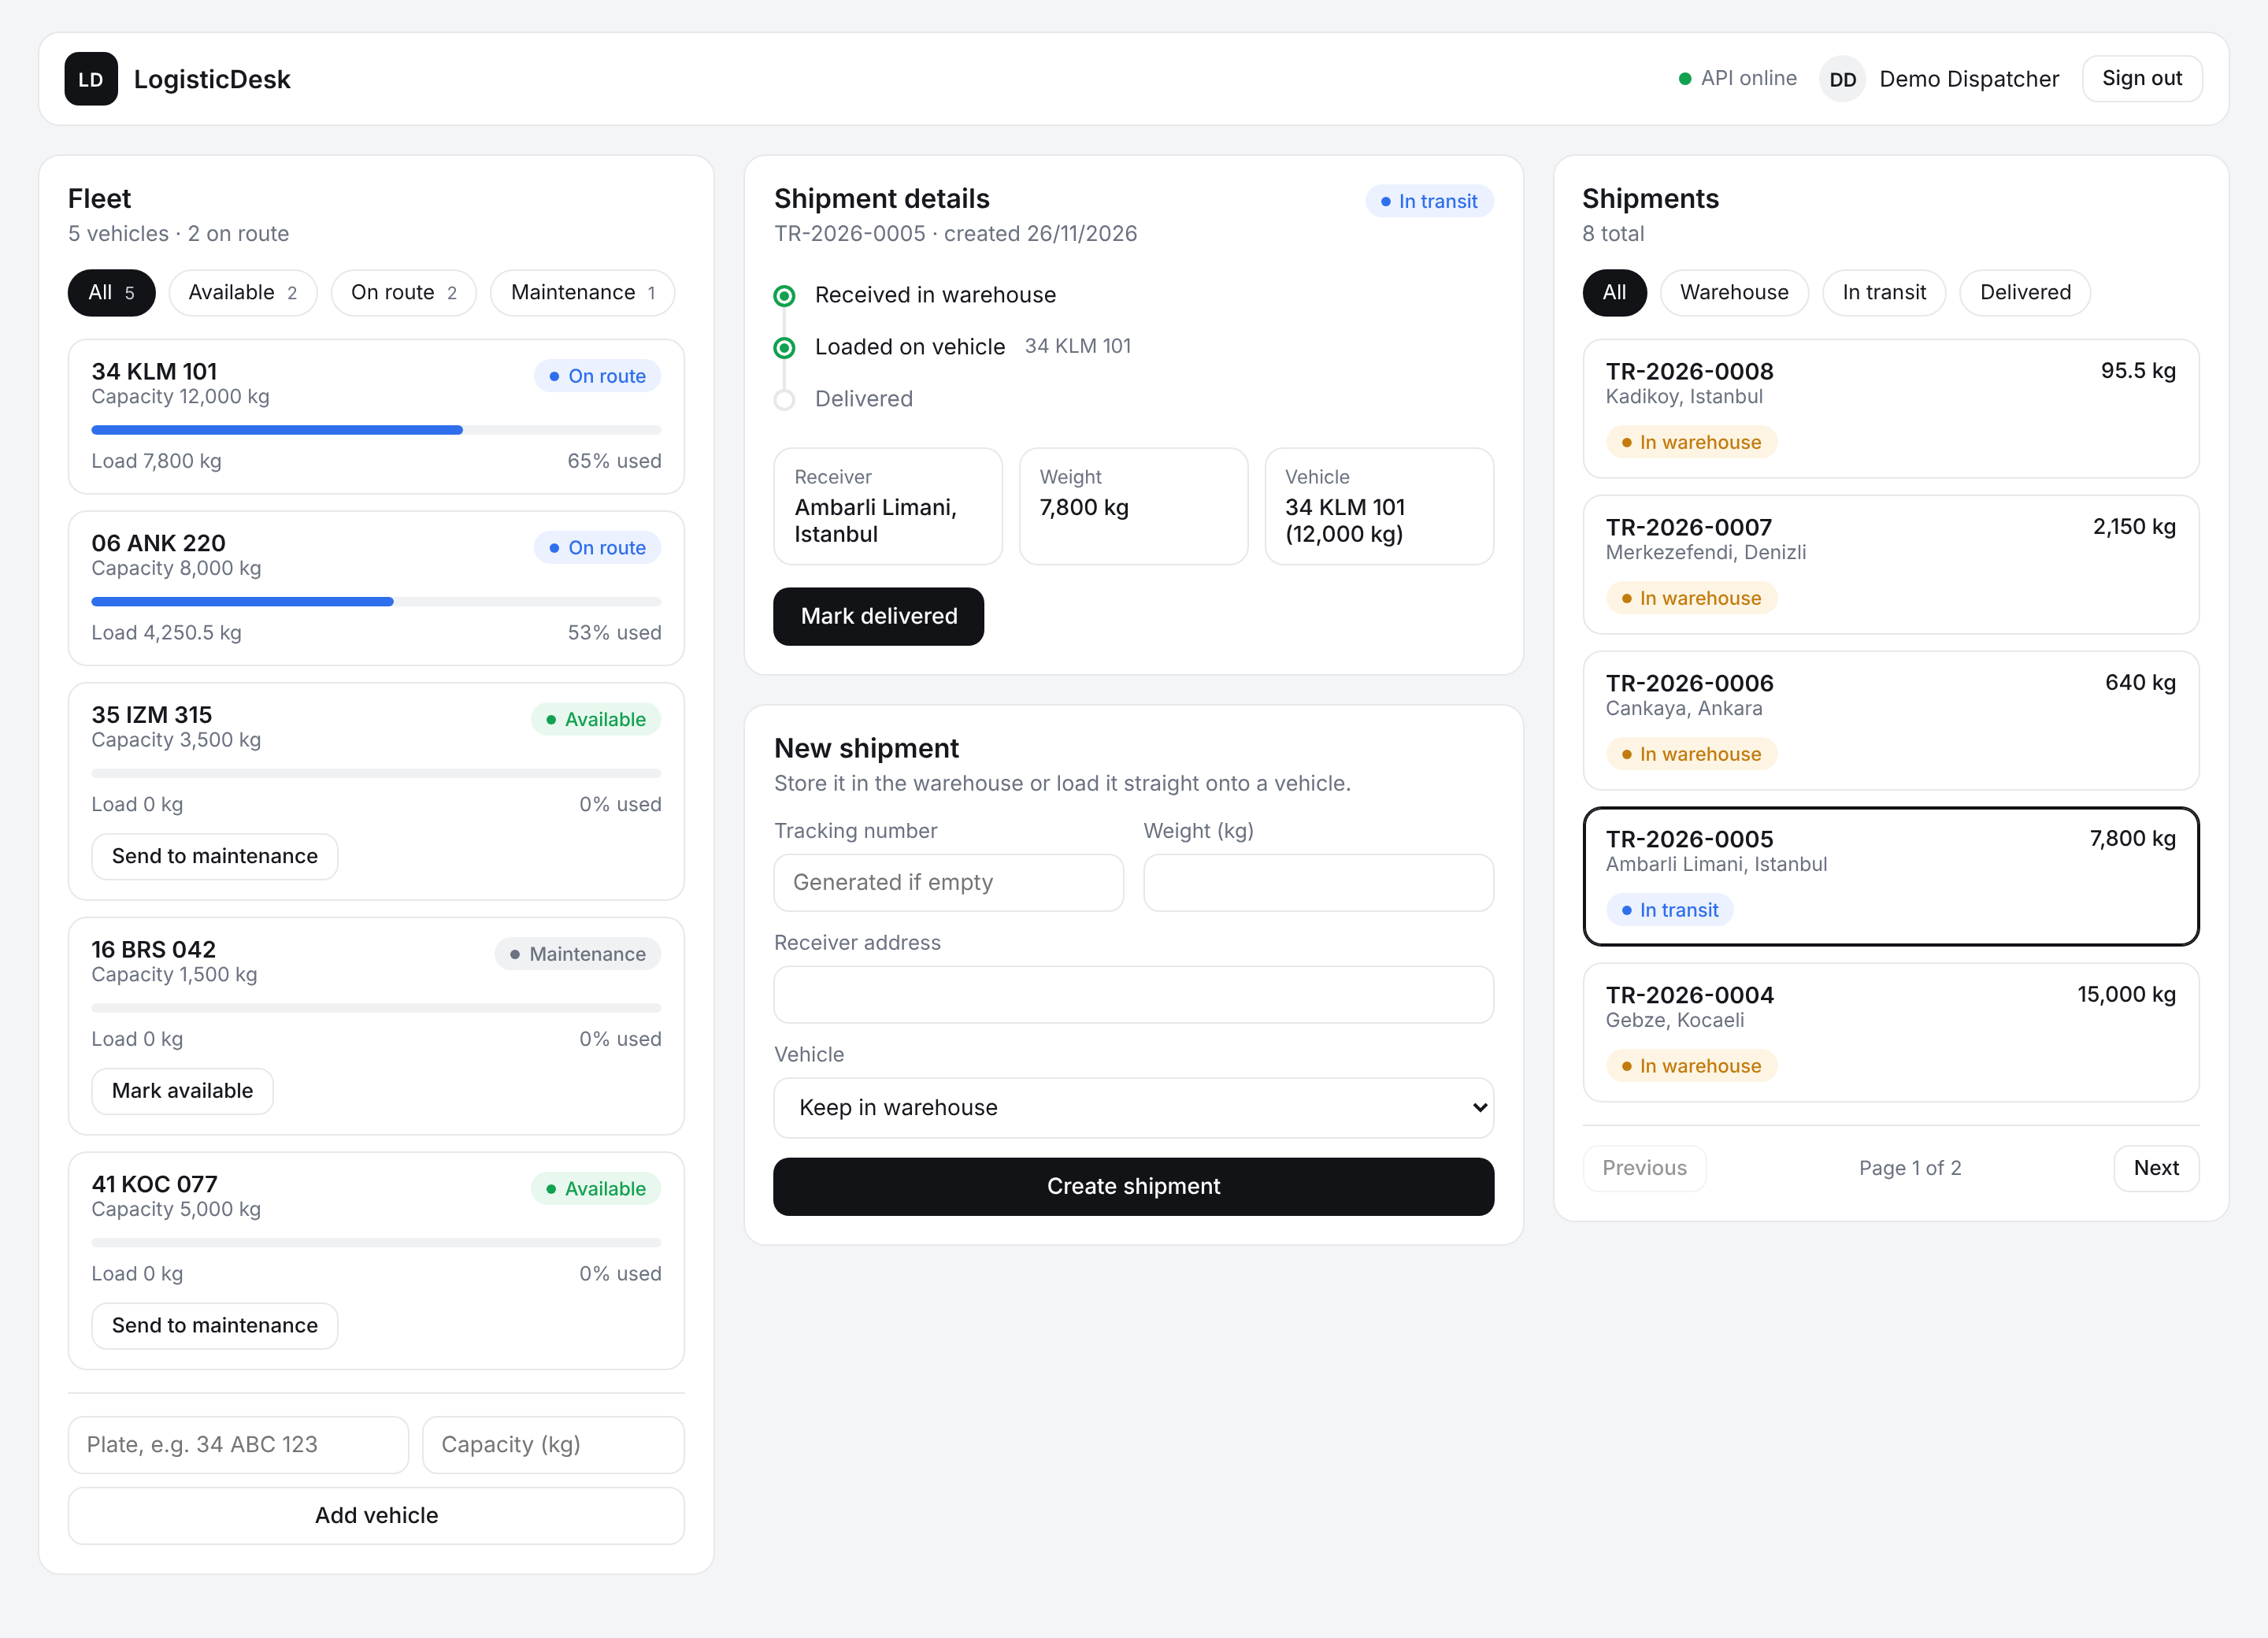 LD LogisticDesk
API online DD Demo Dispatcher Sign out
Fleet
5 vehicles · 2 on route
All 5 Available 2 On route 2 Maintenance 1
34 KLM 101 On route
Capacity 12,000 kg
Load 7,800 kg 65% used
06 ANK 220 On route
Capacity 8,000 kg
Load 4,250.5 kg 53% used
35 IZM 315 Available
Capacity 3,500 kg
Load 0 kg 0% used
Send to maintenance
16 BRS 042 Maintenance
Capacity 1,500 kg
Load 0 kg 0% used
Mark available
41 KOC 077 Available
Capacity 5,000 kg
Load 0 kg 0% used
Send to maintenance
Plate, e.g. 34 ABC 123 Capacity (kg)
Add vehicle
Shipment details In transit
TR-2026-0005 · created 26/11/2026
Received in warehouse
Loaded on vehicle 34 KLM 101
Delivered
Receiver
Ambarli Limani,
Istanbul
Weight
7,800 kg
Vehicle
34 KLM 101
(12,000 kg)
Mark delivered
New shipment
Store it in the warehouse or load it straight onto a vehicle.
Tracking number Weight (kg)
Generated if empty
Receiver address
Vehicle
Keep in warehouse
Create shipment
Shipments
8 total
All Warehouse In transit Delivered
TR-2026-0008 95.5 kg
Kadikoy, Istanbul
In warehouse
TR-2026-0007 2,150 kg
Merkezefendi, Denizli
In warehouse
TR-2026-0006 640 kg
Cankaya, Ankara
In warehouse
TR-2026-0005 7,800 kg
Ambarli Limani, Istanbul
In transit
TR-2026-0004 15,000 kg
Gebze, Kocaeli
In warehouse
Previous Page 1 of 2 Next